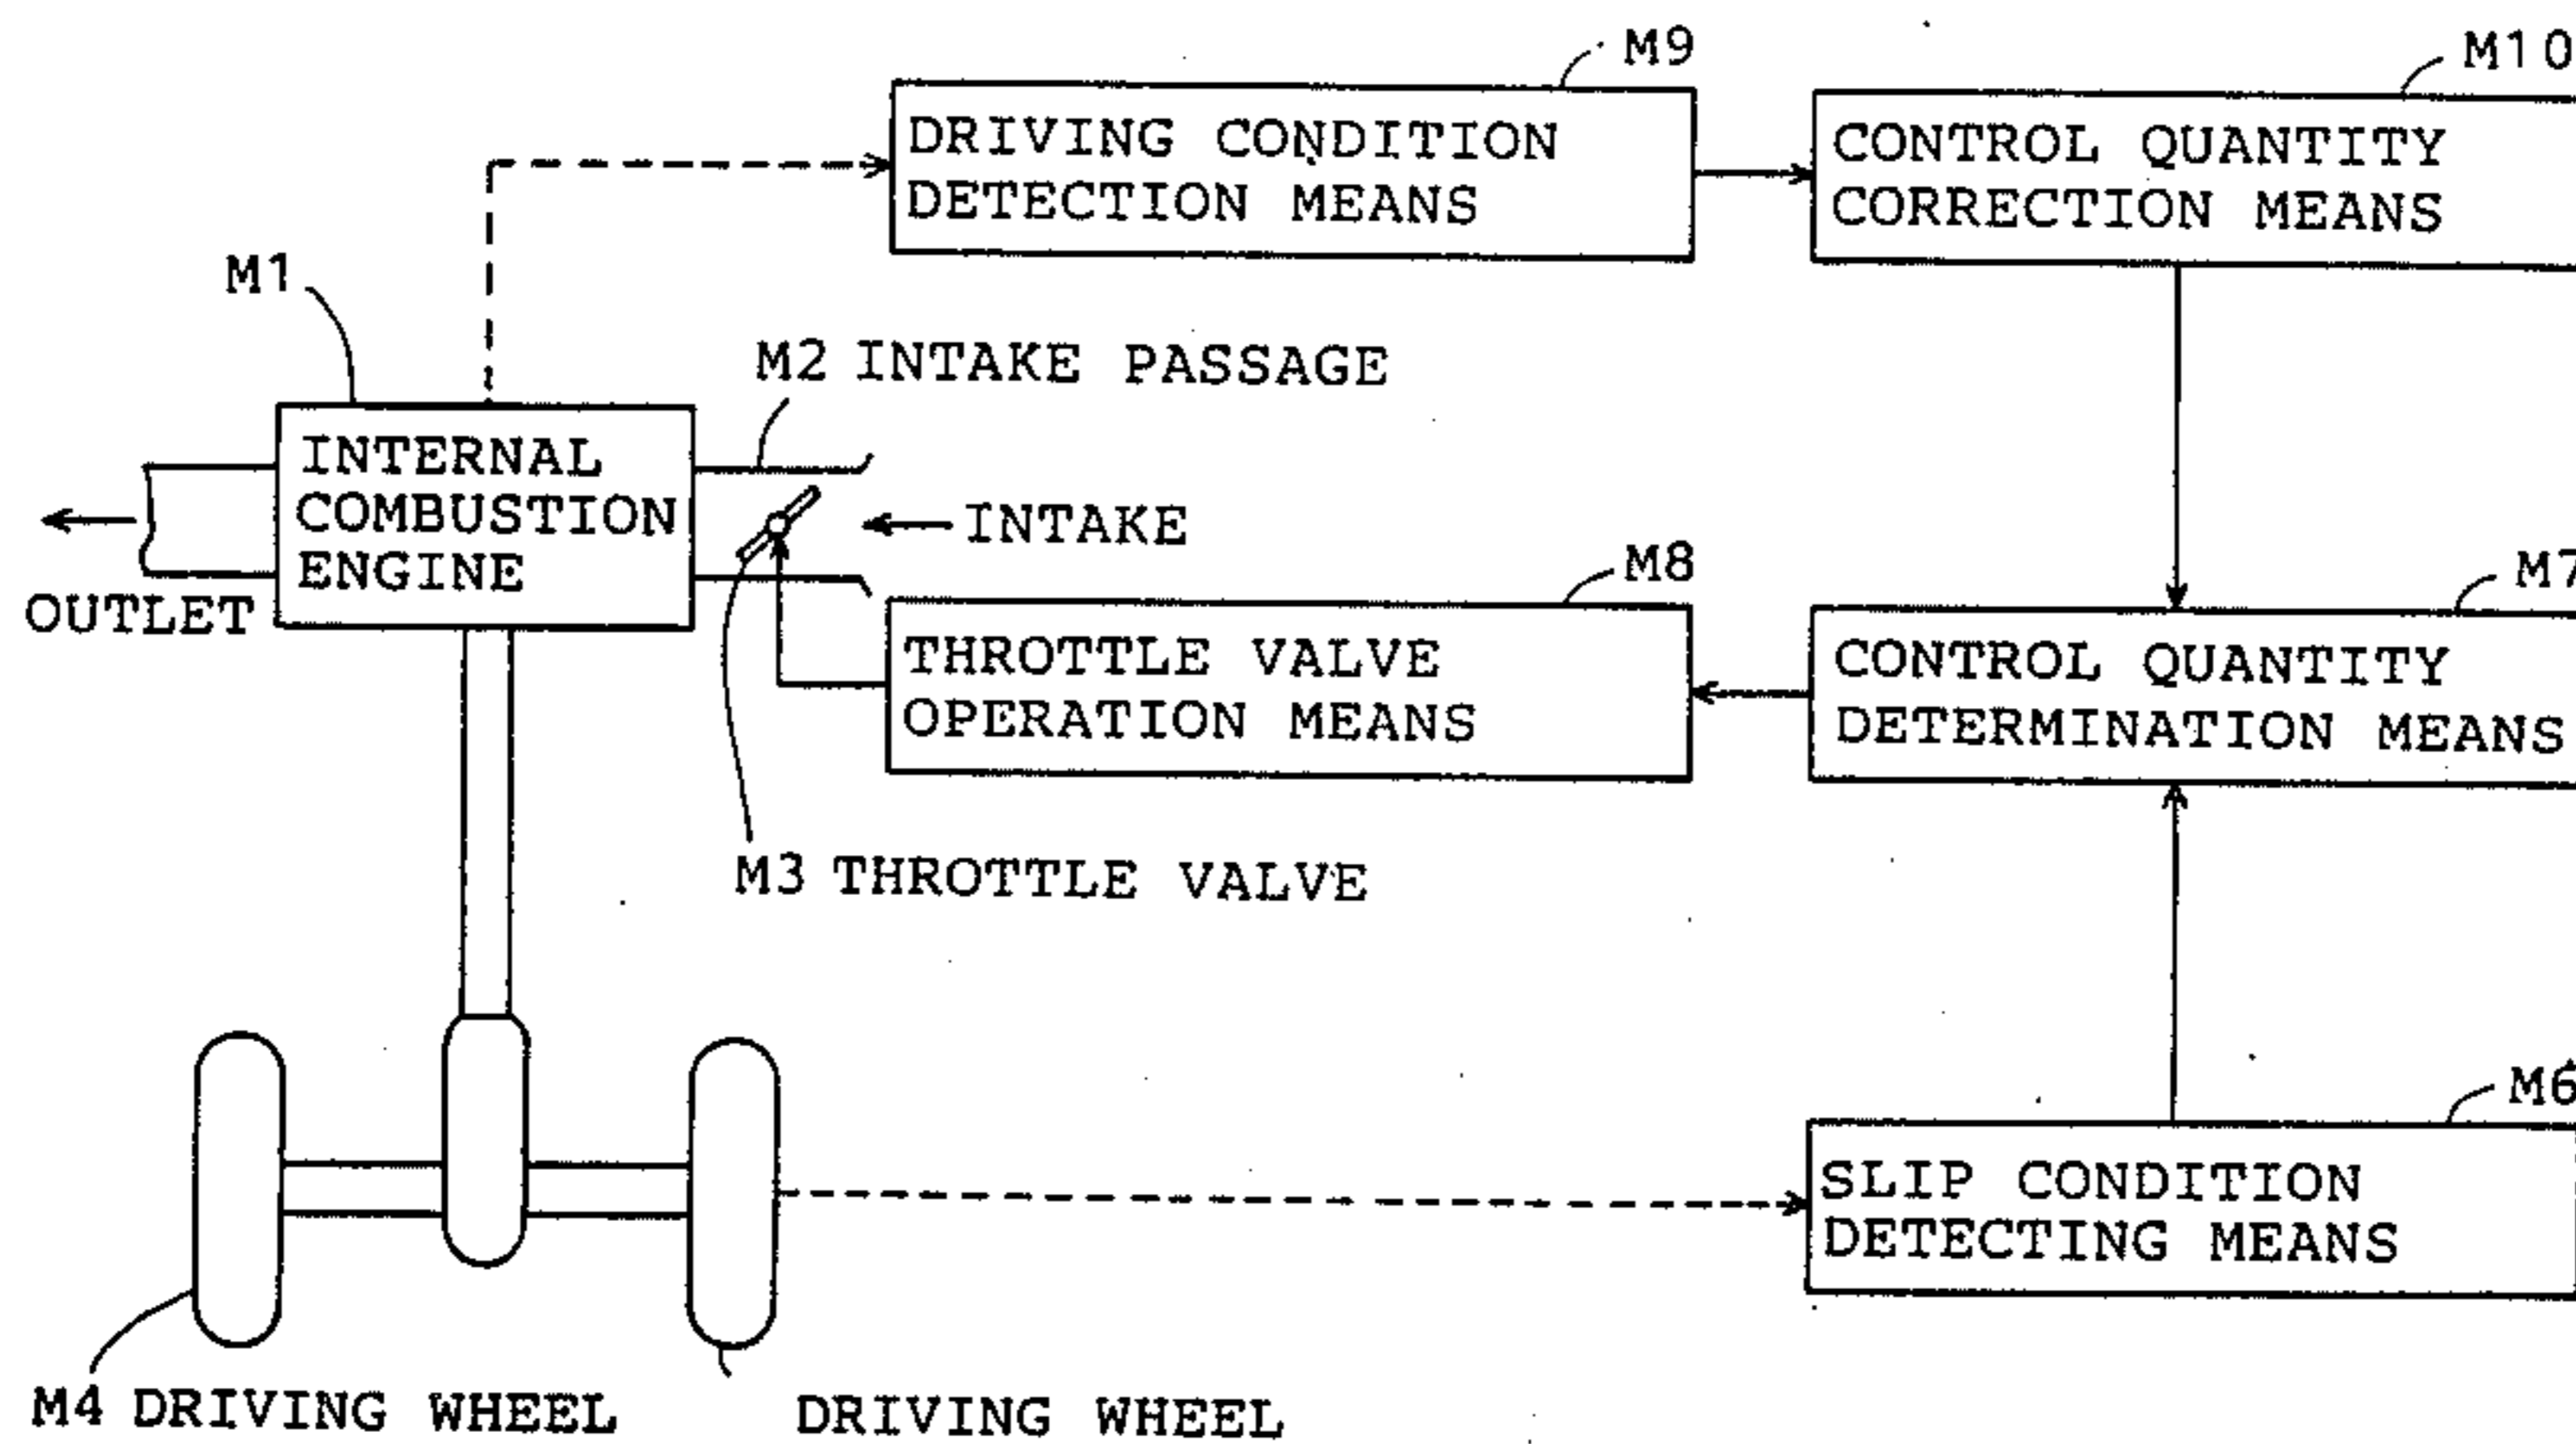 M9
M10
DRIVING CONDITION
DETECTION MEANS
CONTROL QUANTITY
CORRECTION MEANS
M1
M2 INTAKE PASSAGE
INTERNAL
COMBUSTION
ENGINE
INTAKE
OUTLET
M8
M7
THROTTLE VALVE
OPERATION MEANS
CONTROL QUANTITY
DETERMINATION MEANS
M3 THROTTLE VALVE
M6
SLIP CONDITION
DETECTING MEANS
M4 DRIVING WHEEL
DRIVING WHEEL